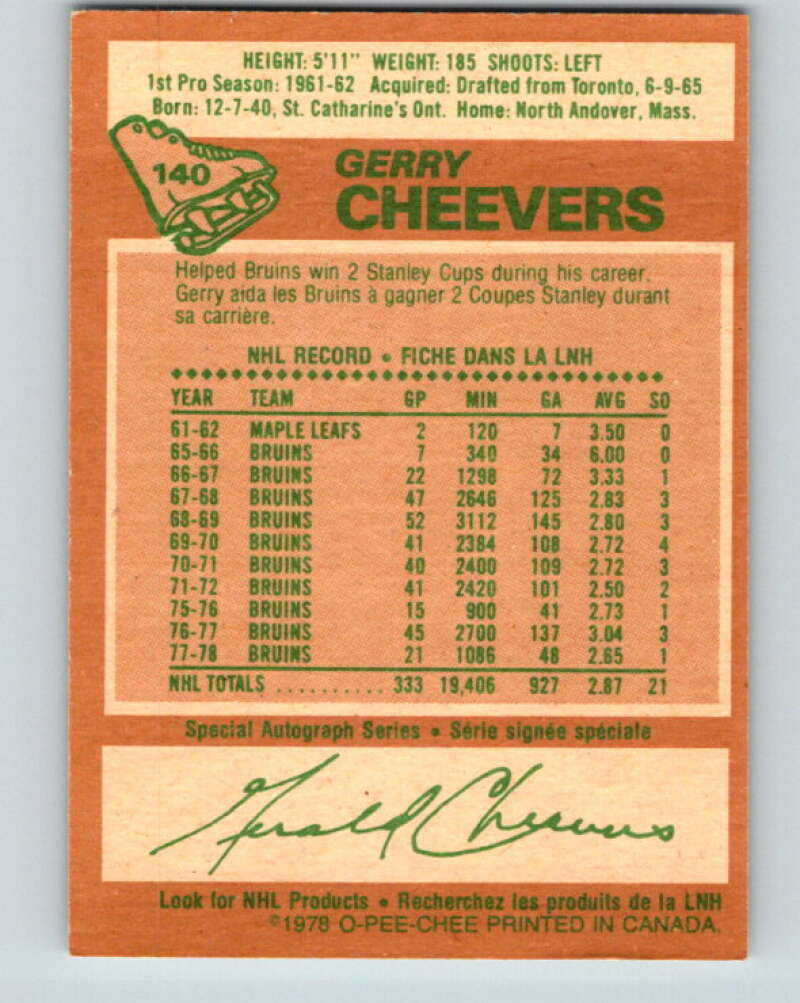 HEIGHT: 5'11" WEIGHT: 185 SHOOTS: LEFT
1st Pro Season: 1961-62 Acquired: Drafted from Toronto, 6-9-65
Born: 12-7-40, St. Catharine's Ont. Home: North Andover, Mass.
140
GERRY
CHEEVERS
Helped Bruins win 2 Stanley Cups during his career.
Gerry aida les Bruins à gagner 2 Coupes Stanley durant
sa carrière.
NHL RECORD • FICHE DANS LA LNH
YEAR TEAM GP MIN GA AVG SO
61-62 MAPLE LEAFS 2 120 7 3.50 0
65-66 BRUINS 7 340 34 6.00 0
66-67 BRUINS 22 1298 72 3.33 1
67-68 BRUINS 47 2646 125 2.83 3
68-69 BRUINS 52 3112 145 2.80 3
69-70 BRUINS 41 2384 108 2.72 4
70-71 BRUINS 40 2400 109 2.72 3
71-72 BRUINS 41 2420 101 2.50 2
75-76 BRUINS 15 900 41 2.73 1
76-77 BRUINS 45 2700 137 3.04 3
77-78 BRUINS 21 1086 48 2.65 1
NHL TOTALS .......... 333 19,406 927 2.87 21
Special Autograph Series • Série signée spéciale
Gerald Cheevers
Look for NHL Products • Recherchez les produits de la LNH
©1978 O-PEE-CHEE PRINTED IN CANADA.